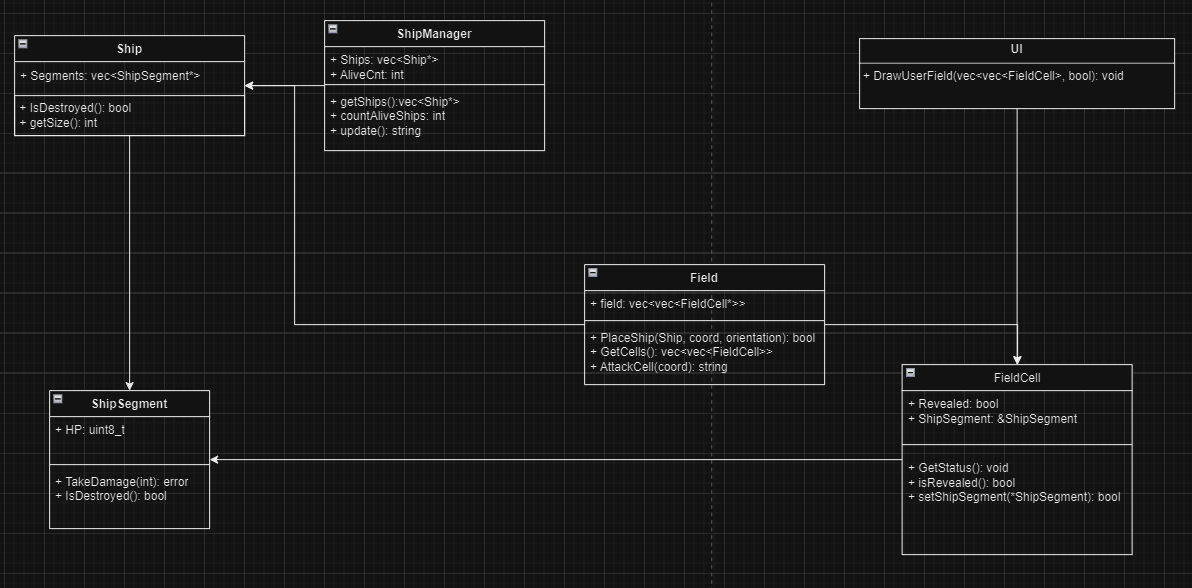 Ship
+ Segments: vec<ShipSegment*>
+ IsDestroyed(): bool
+ getSize(): int
ShipManager
+ Ships: vec<Ship*>
+ AliveCnt: int
+ getShips():vec<Ship*>
+ countAliveShips: int
+ update(): string
UI
+ DrawUserField(vec<vec<FieldCell>, bool): void
Field
+ field: vec<vec<FieldCell*>>
+ PlaceShip(Ship, coord, orientation): bool
+ GetCells(): vec<vec<FieldCell>>
+ AttackCell(coord): string
ShipSegment
+ HP: uint8_t
+ TakeDamage(int): error
+ IsDestroyed(): bool
FieldCell
+ Revealed: bool
+ ShipSegment: &ShipSegment
+ GetStatus(): void
+ isRevealed(): bool
+ setShipSegment(*ShipSegment): bool